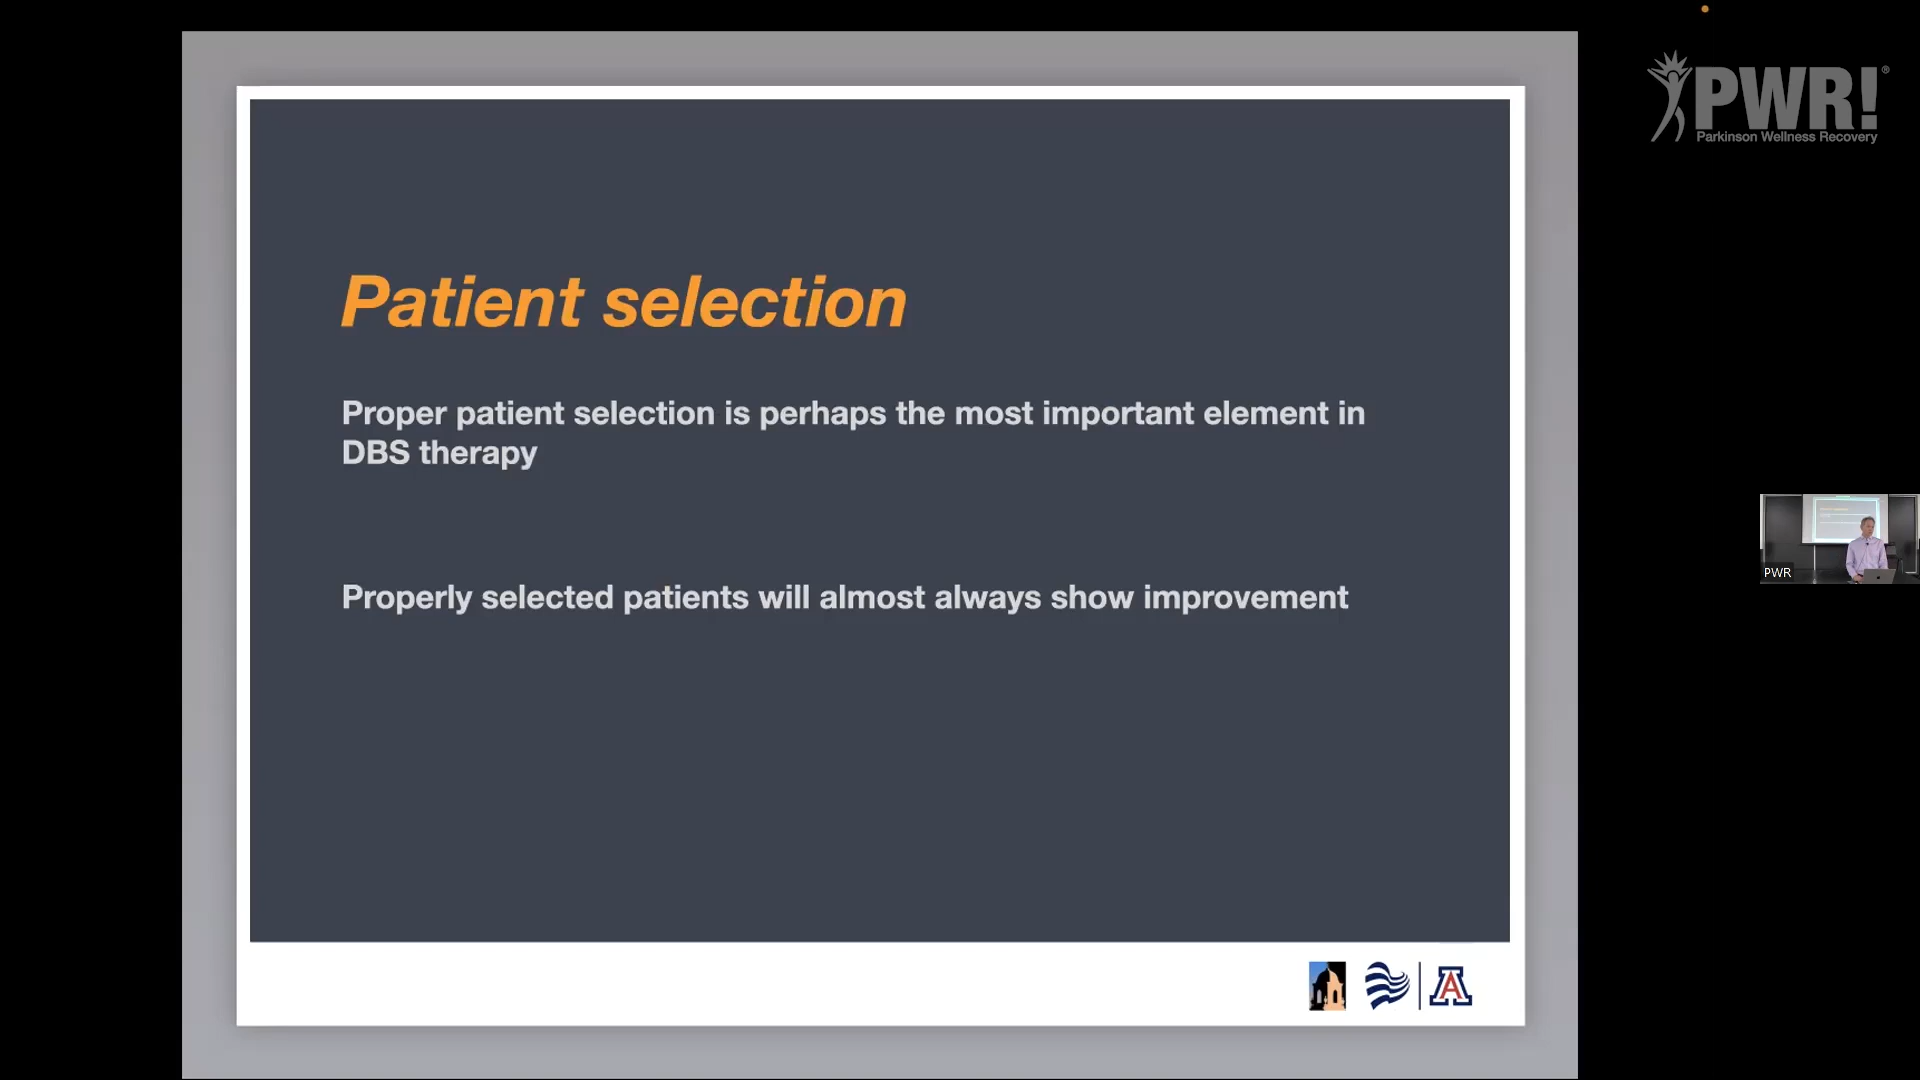 PWR!®
Parkinson Wellness Recovery
Patient selection
Proper patient selection is perhaps the most important element in
DBS therapy
Properly selected patients will almost always show improvement
PWR
A